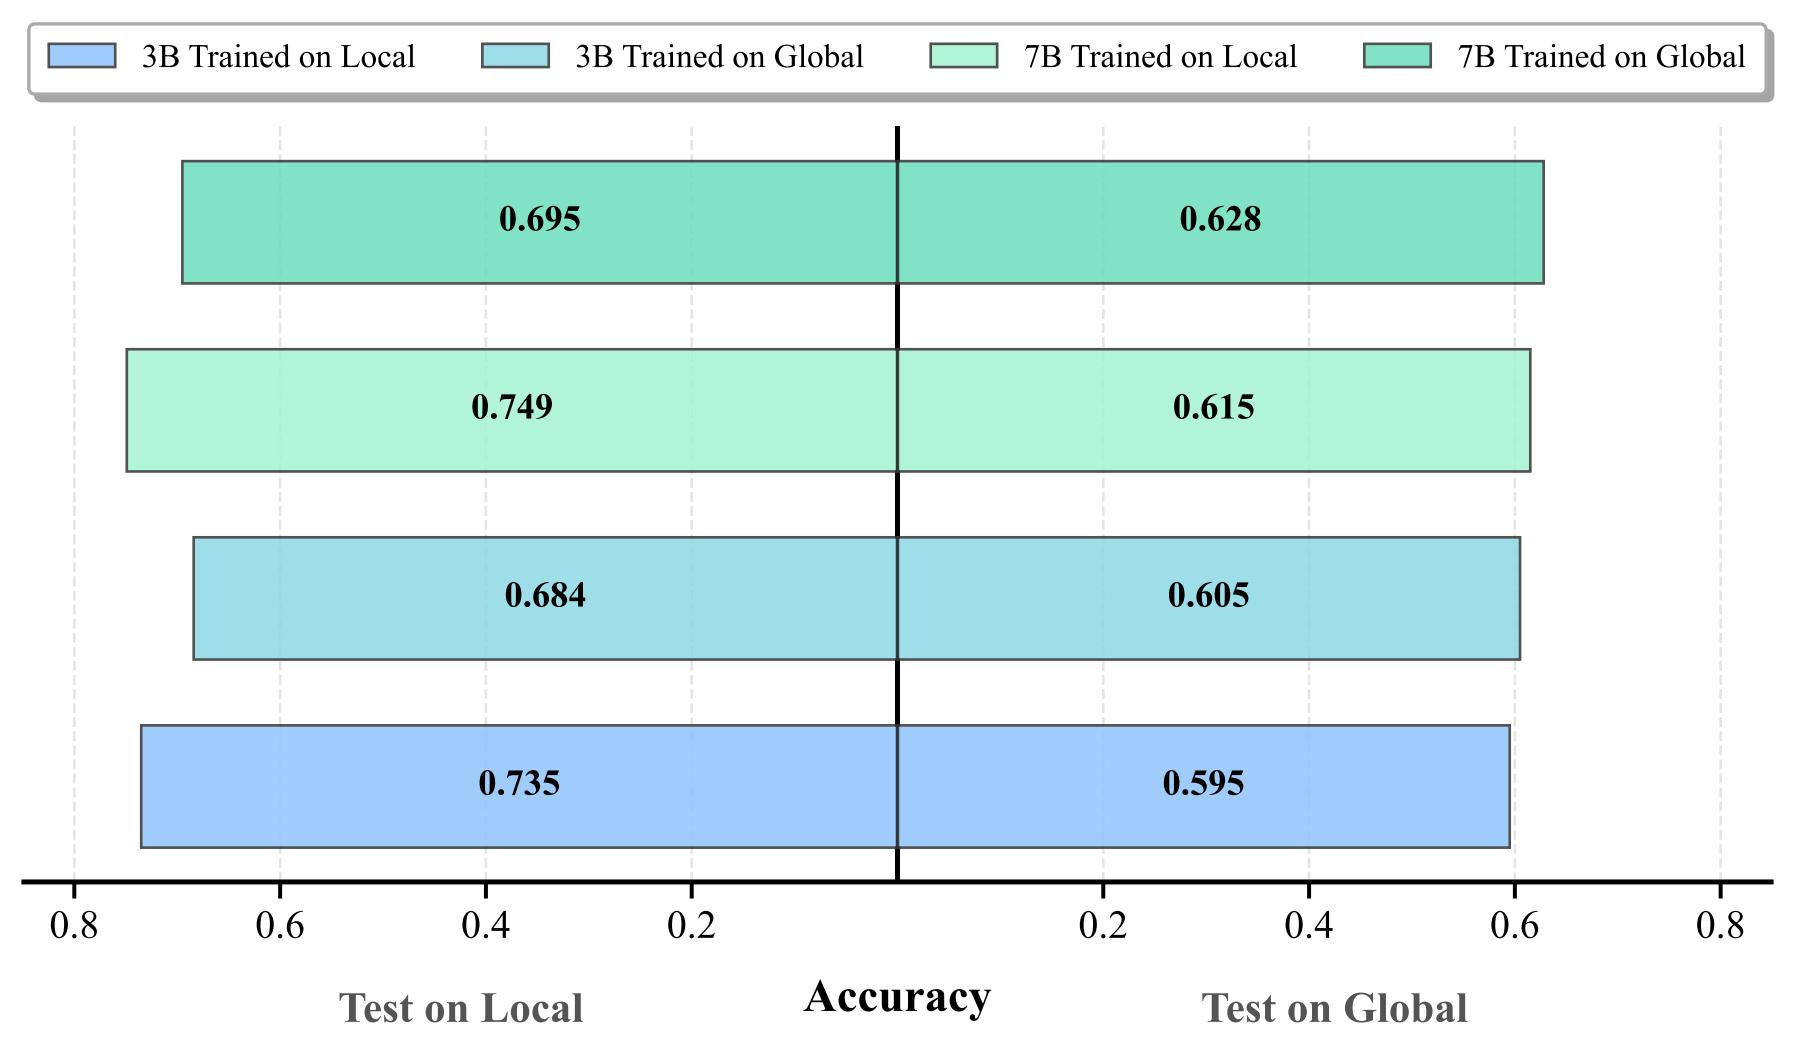 3B Trained on Local 3B Trained on Global 7B Trained on Local 7B Trained on Global
0.695 0.628
0.749 0.615
0.684 0.605
0.735 0.595
0.8 0.6 0.4 0.2 0.2 0.4 0.6 0.8
Test on Local Accuracy Test on Global